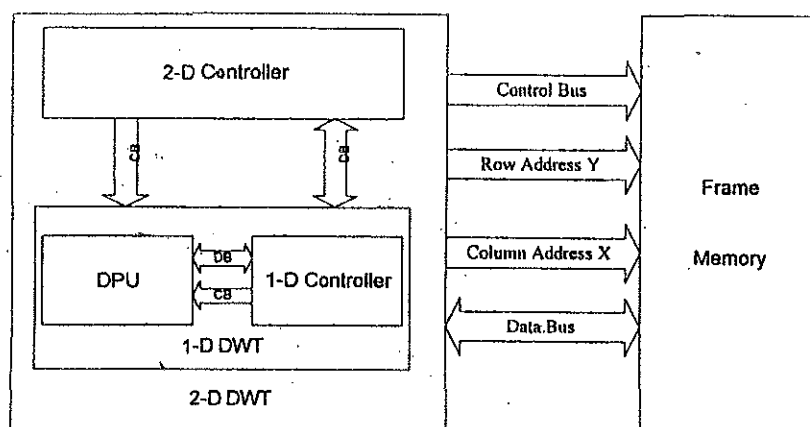 2-D Controller
CB
DB
DPU
DB
CB
1-D Controller
1-D DWT
2-D DWT
Control Bus
Row Address Y
Column Address X
Data.Bus
Frame
Memory